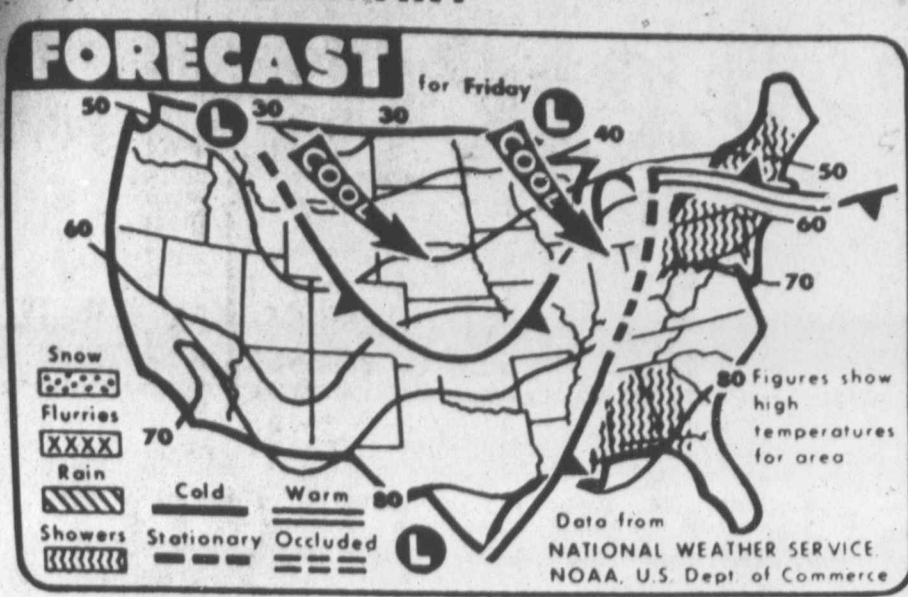 FORECAST
for Friday
50
L
30
30
L
40
COOL
COOL
50
60
60
70
Snow
Flurries
XXXX
Rain
Showers
70
80
80
Figures show
high
temperatures
for area
Cold
Warm
Stationary
Occluded
L
Data from
NATIONAL WEATHER SERVICE.
NOAA, U.S. Dept. of Commerce